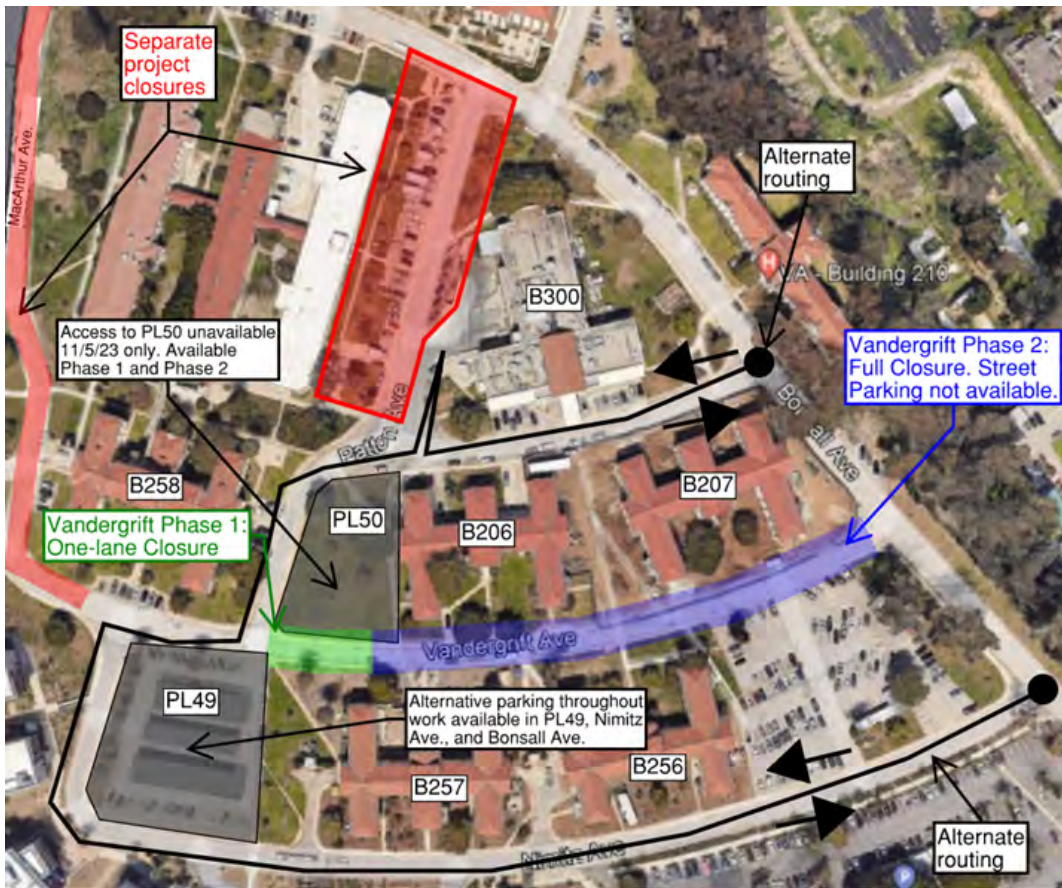 Separate
project
closures
MacArthur Ave.
Alternate
routing
VA - Building 210
B300
Access to PL50 unavailable
11/5/23 only. Available
Phase 1 and Phase 2
Vandergrift Phase 2:
Full Closure. Street
Parking not available.
Patton Ave
B258
PL50
B206
B207
Vandergrift Phase 1:
One-lane Closure
Vandergrift Ave
PL49
Alternative parking throughout
work available in PL49, Nimitz
Ave., and Bonsall Ave.
B257
B256
Nimitz Ave
Alternate
routing